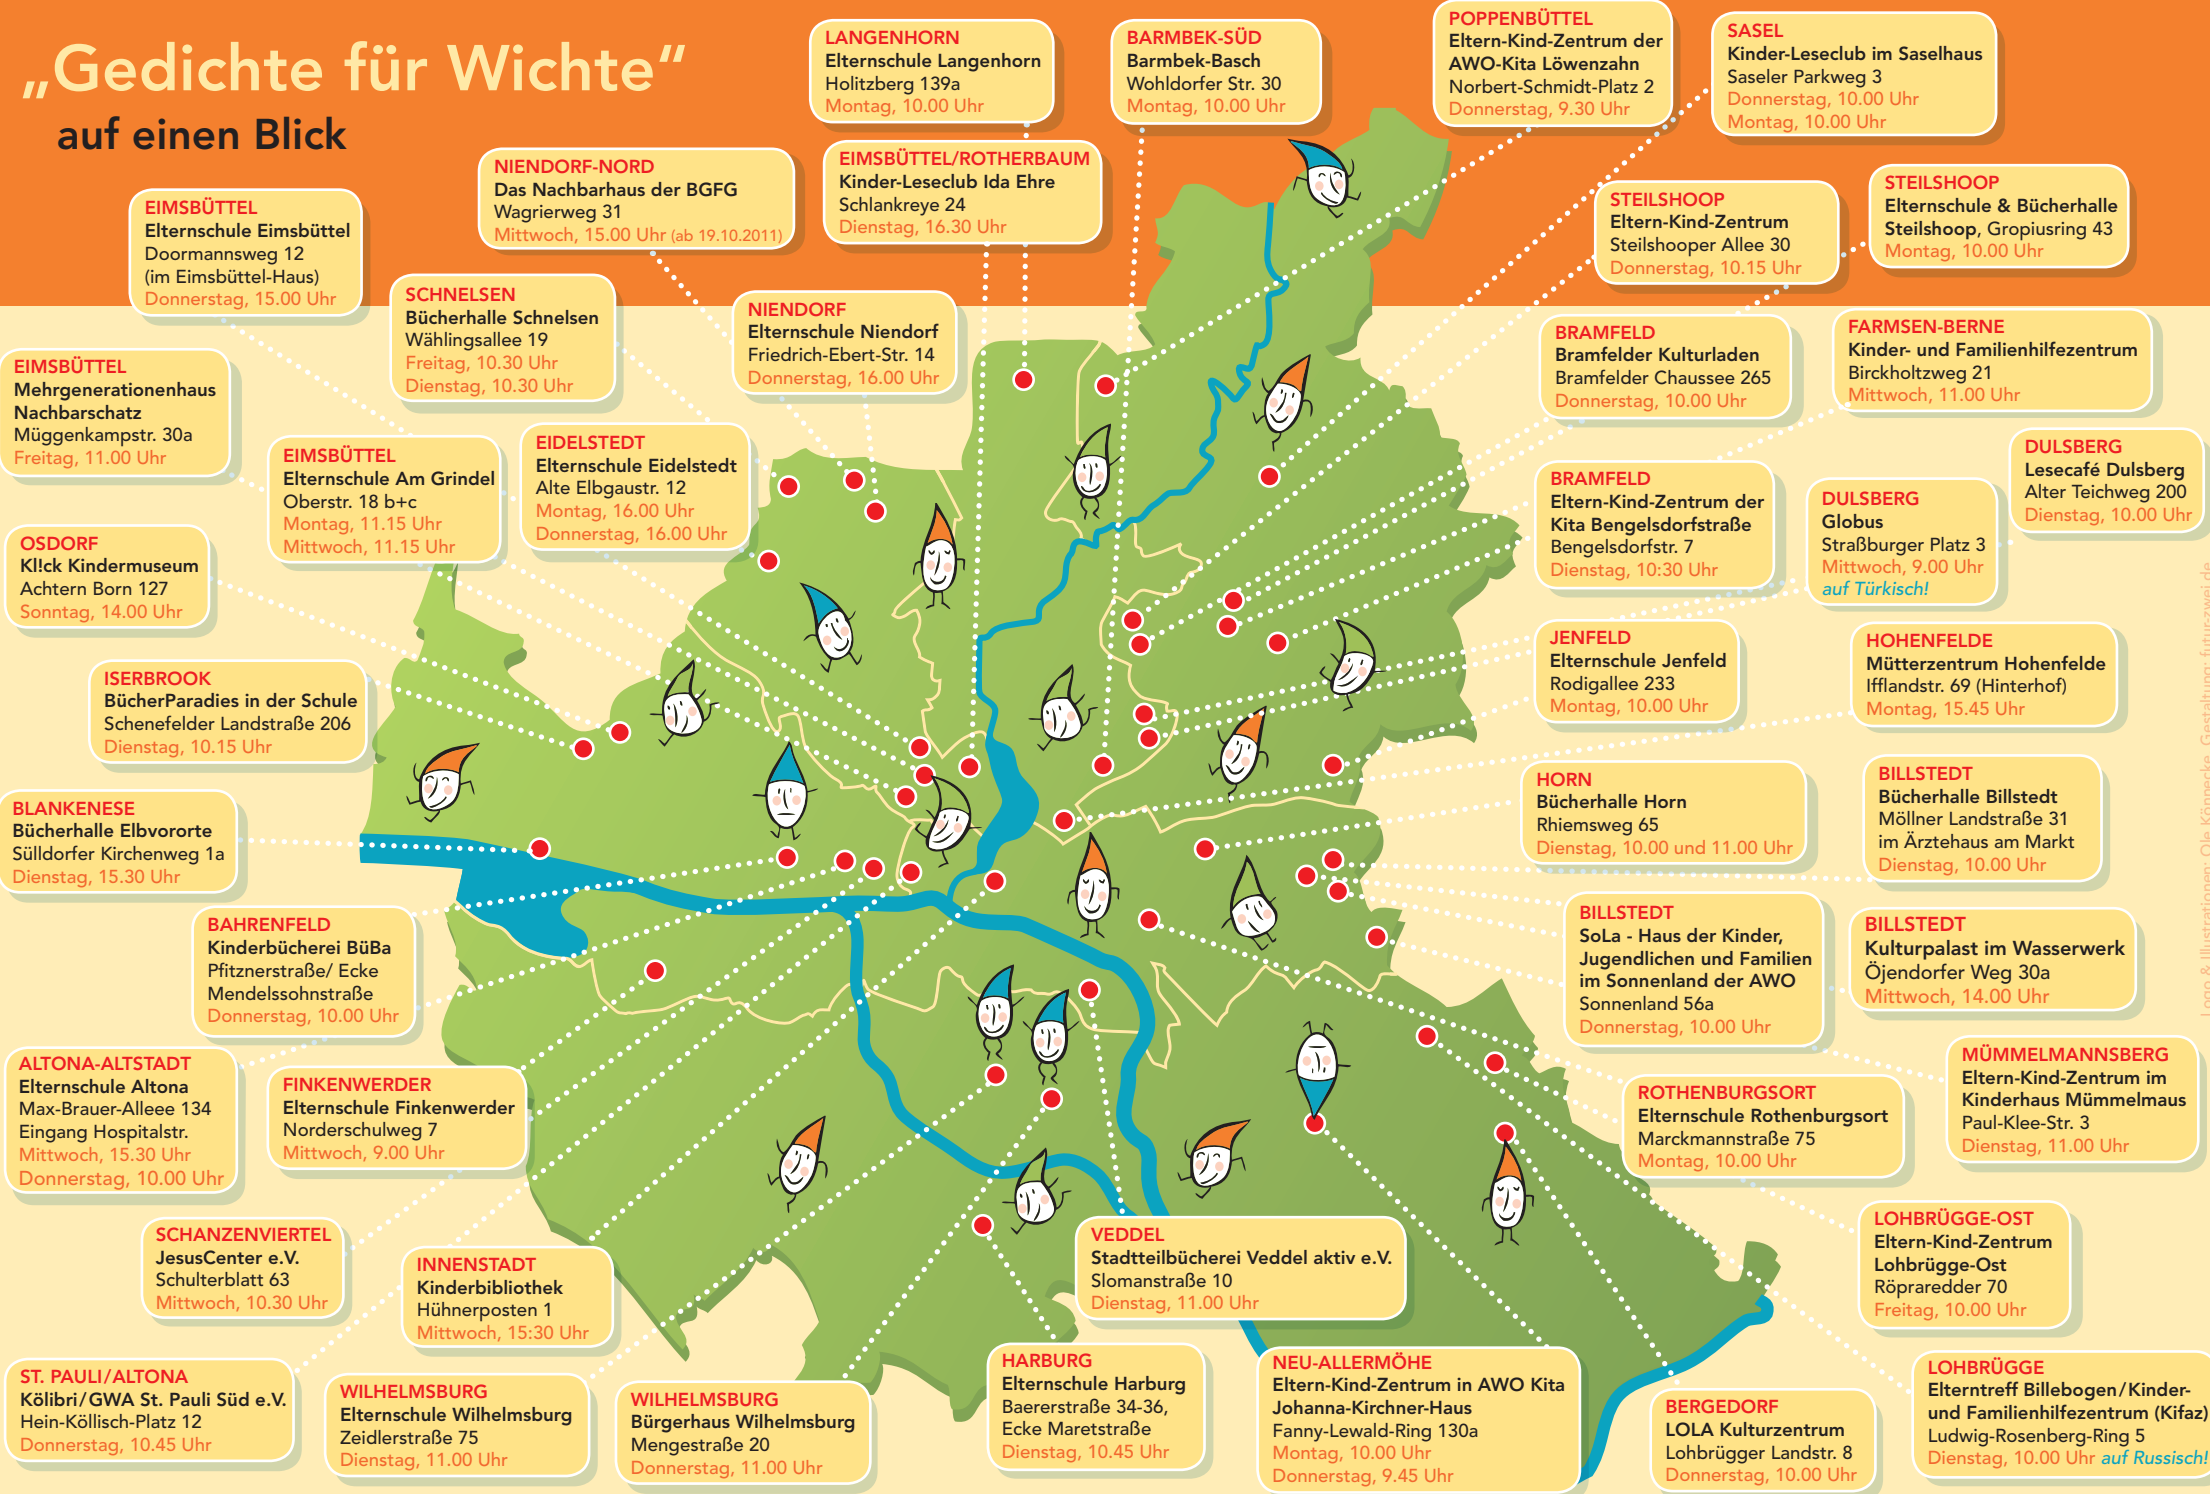 „Gedichte für Wichte“
auf einen Blick
LANGENHORN
Elternschule Langenhorn
Holitzberg 139a
Montag, 10.00 Uhr
BARMBEK-SÜD
Barmbek-Basch
Wohldorfer Str. 30
Montag, 10.00 Uhr
POPPENBÜTTEL
Eltern-Kind-Zentrum der
AWO-Kita Löwenzahn
Norbert-Schmidt-Platz 2
Donnerstag, 9.30 Uhr
SASEL
Kinder-Leseclub im Saselhaus
Saseler Parkweg 3
Donnerstag, 10.00 Uhr
Montag, 10.00 Uhr
NIENDORF-NORD
Das Nachbarhaus der BGFG
Wagrierweg 31
Mittwoch, 15.00 Uhr (ab 19.10.2011)
EIMSBÜTTEL/ROTHERBAUM
Kinder-Leseclub Ida Ehre
Schlankreye 24
Dienstag, 16.30 Uhr
STEILSHOOP
Eltern-Kind-Zentrum
Steilshooper Allee 30
Donnerstag, 10.15 Uhr
STEILSHOOP
Elternschule & Bücherhalle
Steilshoop, Gropiusring 43
Montag, 10.00 Uhr
EIMSBÜTTEL
Elternschule Eimsbüttel
Doormannsweg 12
(im Eimsbüttel-Haus)
Donnerstag, 15.00 Uhr
SCHNELSEN
Bücherhalle Schnelsen
Wählingsallee 19
Freitag, 10.30 Uhr
Dienstag, 10.30 Uhr
NIENDORF
Elternschule Niendorf
Friedrich-Ebert-Str. 14
Donnerstag, 16.00 Uhr
BRAMFELD
Bramfelder Kulturladen
Bramfelder Chaussee 265
Donnerstag, 10.00 Uhr
FARMSEN-BERNE
Kinder- und Familienhilfezentrum
Birckholtzweg 21
Mittwoch, 11.00 Uhr
EIMSBÜTTEL
Mehrgenerationenhaus
Nachbarschatz
Müggenkampstr. 30a
Freitag, 11.00 Uhr
EIMSBÜTTEL
Elternschule Am Grindel
Oberstr. 18 b+c
Montag, 11.15 Uhr
Mittwoch, 11.15 Uhr
EIDELSTEDT
Elternschule Eidelstedt
Alte Elbgaustr. 12
Montag, 16.00 Uhr
Donnerstag, 16.00 Uhr
BRAMFELD
Eltern-Kind-Zentrum der
Kita Bengelsdorfstraße
Bengelsdorfstr. 7
Dienstag, 10:30 Uhr
DULSBERG
Globus
Straßburger Platz 3
Mittwoch, 9.00 Uhr
auf Türkisch!
DULSBERG
Lesecafé Dulsberg
Alter Teichweg 200
Dienstag, 10.00 Uhr
OSDORF
Kl!ck Kindermuseum
Achtern Born 127
Sonntag, 14.00 Uhr
ISERBROOK
BücherParadies in der Schule
Schenefelder Landstraße 206
Dienstag, 10.15 Uhr
JENFELD
Elternschule Jenfeld
Rodigallee 233
Montag, 10.00 Uhr
HOHENFELDE
Mütterzentrum Hohenfelde
Ifflandstr. 69 (Hinterhof)
Montag, 15.45 Uhr
BLANKENESE
Bücherhalle Elbvororte
Sülldorfer Kirchenweg 1a
Dienstag, 15.30 Uhr
HORN
Bücherhalle Horn
Rhiemsweg 65
Dienstag, 10.00 und 11.00 Uhr
BILLSTEDT
Bücherhalle Billstedt
Möllner Landstraße 31
im Ärztehaus am Markt
Dienstag, 10.00 Uhr
BAHRENFELD
Kinderbücherei BüBa
Pfitznerstraße/ Ecke
Mendelssohnstraße
Donnerstag, 10.00 Uhr
BILLSTEDT
SoLa - Haus der Kinder,
Jugendlichen und Familien
im Sonnenland der AWO
Sonnenland 56a
Donnerstag, 10.00 Uhr
BILLSTEDT
Kulturpalast im Wasserwerk
Öjendorfer Weg 30a
Mittwoch, 14.00 Uhr
ALTONA-ALTSTADT
Elternschule Altona
Max-Brauer-Alleee 134
Eingang Hospitalstr.
Mittwoch, 15.30 Uhr
Donnerstag, 10.00 Uhr
FINKENWERDER
Elternschule Finkenwerder
Norderschulweg 7
Mittwoch, 9.00 Uhr
ROTHENBURGSORT
Elternschule Rothenburgsort
Marckmannstraße 75
Montag, 10.00 Uhr
MÜMMELMANNSBERG
Eltern-Kind-Zentrum im
Kinderhaus Mümmelmaus
Paul-Klee-Str. 3
Dienstag, 11.00 Uhr
SCHANZENVIERTEL
JesusCenter e.V.
Schulterblatt 63
Mittwoch, 10.30 Uhr
INNENSTADT
Kinderbibliothek
Hühnerposten 1
Mittwoch, 15:30 Uhr
VEDDEL
Stadtteilbücherei Veddel aktiv e.V.
Slomanstraße 10
Dienstag, 11.00 Uhr
LOHBRÜGGE-OST
Eltern-Kind-Zentrum
Lohbrügge-Ost
Röpraredder 70
Freitag, 10.00 Uhr
ST. PAULI/ALTONA
Kölibri/GWA St. Pauli Süd e.V.
Hein-Köllisch-Platz 12
Donnerstag, 10.45 Uhr
WILHELMSBURG
Elternschule Wilhelmsburg
Zeidlerstraße 75
Dienstag, 11.00 Uhr
WILHELMSBURG
Bürgerhaus Wilhelmsburg
Mengestraße 20
Donnerstag, 11.00 Uhr
HARBURG
Elternschule Harburg
Baererstraße 34-36,
Ecke Maretstraße
Dienstag, 10.45 Uhr
NEU-ALLERMÖHE
Eltern-Kind-Zentrum in AWO Kita
Johanna-Kirchner-Haus
Fanny-Lewald-Ring 130a
Montag, 10.00 Uhr
Donnerstag, 9.45 Uhr
BERGEDORF
LOLA Kulturzentrum
Lohbrügger Landstr. 8
Donnerstag, 10.00 Uhr
LOHBRÜGGE
Elterntreff Billebogen/Kinder-
und Familienhilfezentrum (Kifaz)
Ludwig-Rosenberg-Ring 5
Dienstag, 10.00 Uhr auf Russisch!
Logo & Illustrationen: Ole Könnecke, Gestaltung: futur-zwei.de